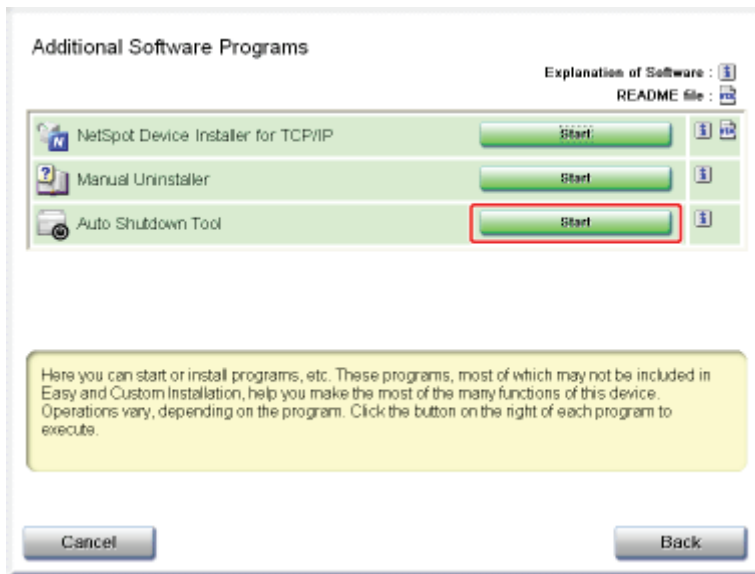 Additional Software Programs
Explanation of Software :
README file :
NetSpot Device Installer for TCP/IP
Start
Manual Uninstaller
Start
Auto Shutdown Tool
Start
Here you can start or install programs, etc. These programs, most of which may not be included in
Easy and Custom Installation, help you make the most of the many functions of this device.
Operations vary, depending on the program. Click the button on the right of each program to
execute.
Cancel
Back